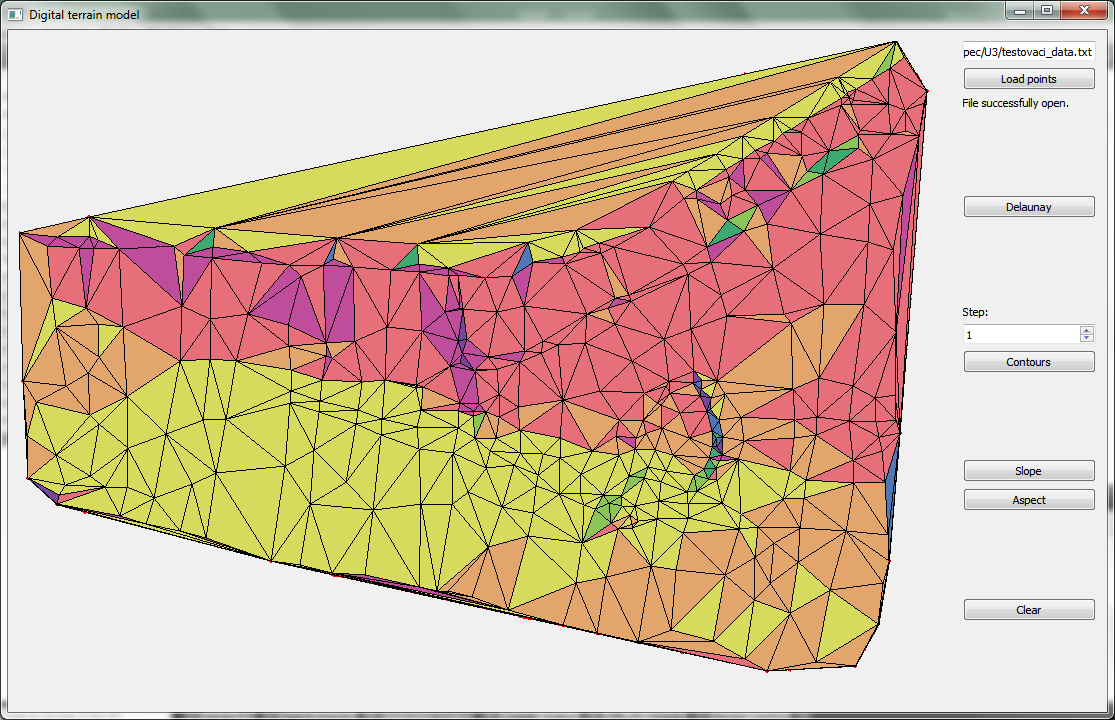 Digital terrain model
pec/U3/testovaci_data.txt
Load points
File successfully open.
Delaunay
Step:
1
Contours
Slope
Aspect
Clear